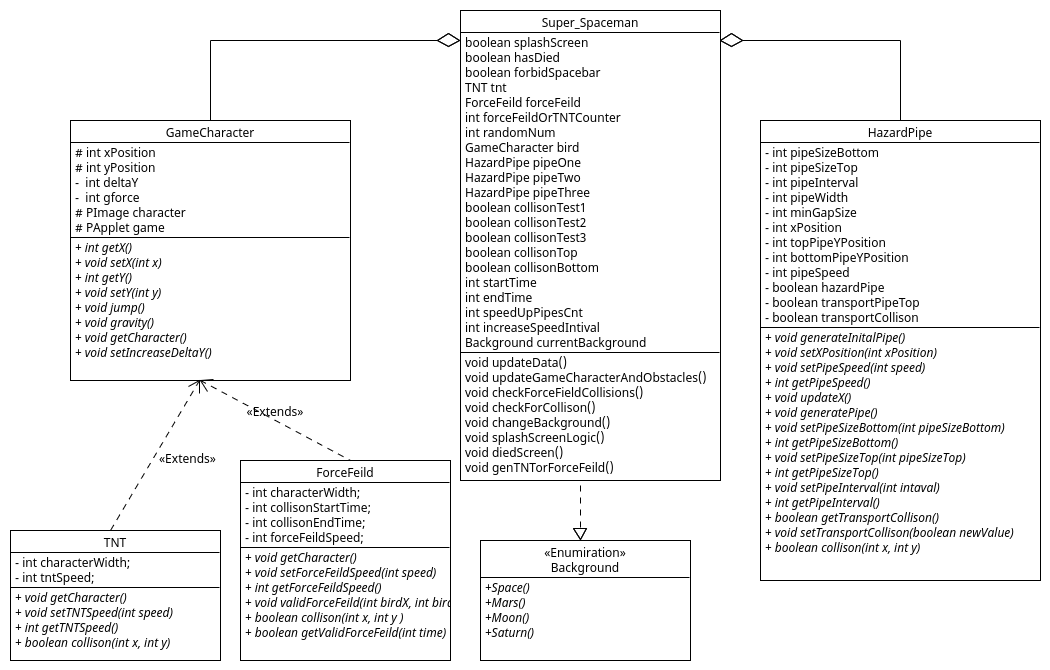 Super_Spaceman
boolean splashScreen
boolean hasDied
boolean forbidSpacebar
TNT tnt
ForceFeild forceFeild
int forceFeildOrTNTCounter
int randomNum
GameCharacter bird
HazardPipe pipeOne
HazardPipe pipeTwo
HazardPipe pipeThree
boolean collisonTest1
boolean collisonTest2
boolean collisonTest3
boolean collisonTop
boolean collisonBottom
int startTime
int endTime
int speedUpPipesCnt
int increaseSpeedIntival
Background currentBackground
void updateData()
void updateGameCharacterAndObstacles()
void checkForceFieldCollisions()
void checkForCollison()
void changeBackground()
void splashScreenLogic()
void diedScreen()
void genTNTorForceFeild()
GameCharacter
# int xPosition
# int yPosition
- int deltaY
- int gforce
# PImage character
# PApplet game
+ int getX()
+ void setX(int x)
+ int getY()
+ void setY(int y)
+ void jump()
+ void gravity()
+ void getCharacter()
+ void setIncreaseDeltaY()
HazardPipe
- int pipeSizeBottom
- int pipeSizeTop
- int pipeInterval
- int pipeWidth
- int minGapSize
- int xPosition
- int topPipeYPosition
- int bottomPipeYPosition
- int pipeSpeed
- boolean hazardPipe
- boolean transportPipeTop
- boolean transportCollison
+ void generateInitalPipe()
+ void setXPosition(int xPosition)
+ void setPipeSpeed(int speed)
+ int getPipeSpeed()
+ void updateX()
+ void generatePipe()
+ void setPipeSizeBottom(int pipeSizeBottom)
+ int getPipeSizeBottom()
+ void setPipeSizeTop(int pipeSizeTop)
+ int getPipeSizeTop()
+ void setPipeInterval(int intaval)
+ int getPipeInterval()
+ boolean getTransportCollison()
+ void setTransportCollison(boolean newValue)
+ boolean collison(int x, int y)
«Extends»
«Extends»
TNT
- int characterWidth;
- int tntSpeed;
+ void getCharacter()
+ void setTNTSpeed(int speed)
+ int getTNTSpeed()
+ boolean collison(int x, int y)
ForceFeild
- int characterWidth;
- int collisonStartTime;
- int collisonEndTime;
- int forceFeildSpeed;
+ void getCharacter()
+ void setForceFeildSpeed(int speed)
+ int getForceFeildSpeed()
+ void validForceFeild(int birdX, int
+ boolean collison(int x, int y )
+ boolean getValidForceFeild(int time)
«Enumiration»
Background
+Space()
+Mars()
+Moon()
+Saturn()